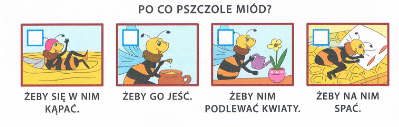 PO CO PSZCZOLE MIÓD?
ŻEBY SIĘ W NIM
KĄPAĆ.
ŻEBY GO JEŚĆ.
ŻEBY NIM
PODLEWAĆ KWIATY.
ŻEBY NA NIM
SPAĆ.